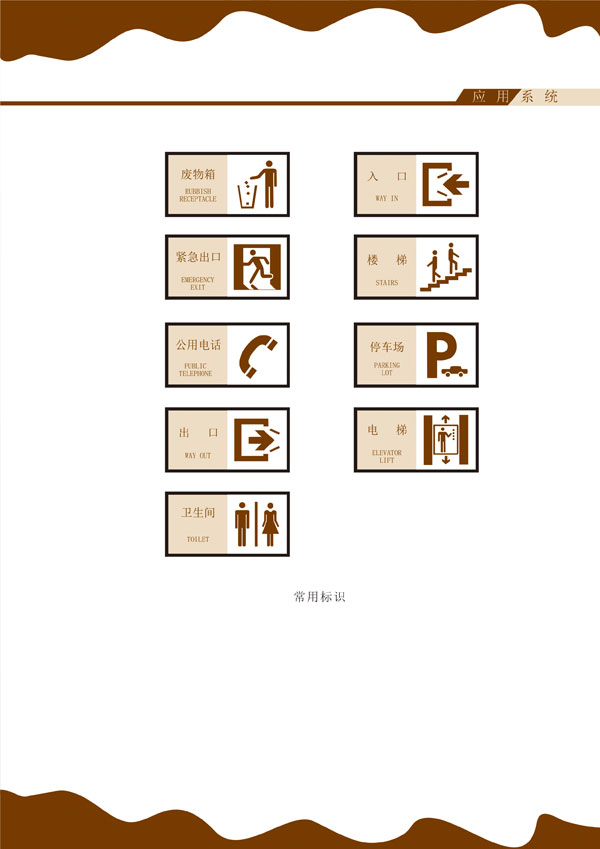 应用系统
废物箱
RUBBISH
RECEPTACLE
入口
WAY IN
紧急出口
EMERGENCY
EXIT
楼梯
STAIRS
公用电话
PUBLIC
TELEPHONE
P
停车场
PARKING
LOT
出口
WAY OUT
电梯
ELEVATOR
LIFT
卫生间
TOILET
常用标识